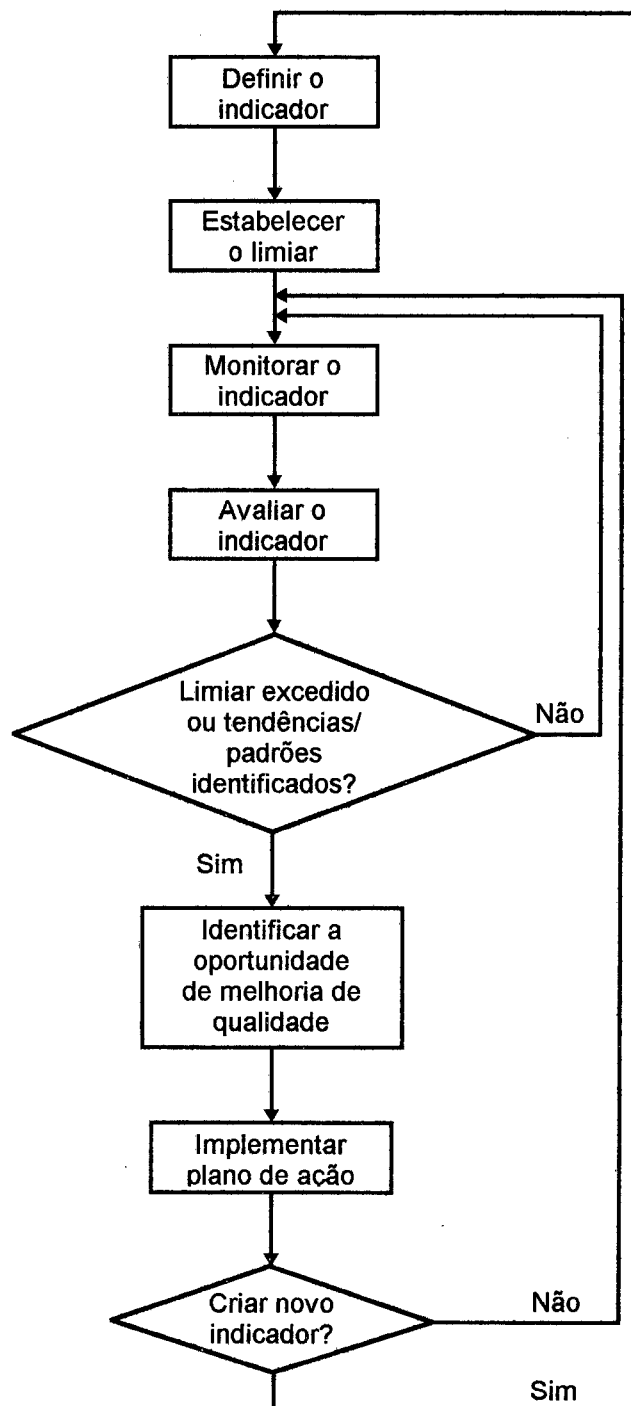 Definir o
indicador
Estabelecer
o limiar
Monitorar o
indicador
Avaliar o
indicador
Limiar excedido
ou tendências/
padrões
identificados?
Não
Sim
Identificar a
oportunidade
de melhoria de
qualidade
Implementar
plano de ação
Criar novo
indicador?
Não
Sim